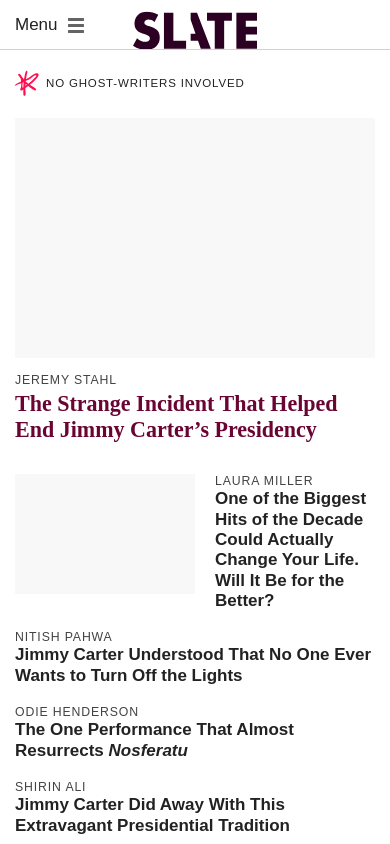 Menu
SLATE
NO GHOST-WRITERS INVOLVED
JEREMY STAHL
The Strange Incident That Helped
End Jimmy Carter’s Presidency
LAURA MILLER
One of the Biggest
Hits of the Decade
Could Actually
Change Your Life.
Will It Be for the
Better?
NITISH PAHWA
Jimmy Carter Understood That No One Ever
Wants to Turn Off the Lights
ODIE HENDERSON
The One Performance That Almost
Resurrects Nosferatu
SHIRIN ALI
Jimmy Carter Did Away With This
Extravagant Presidential Tradition